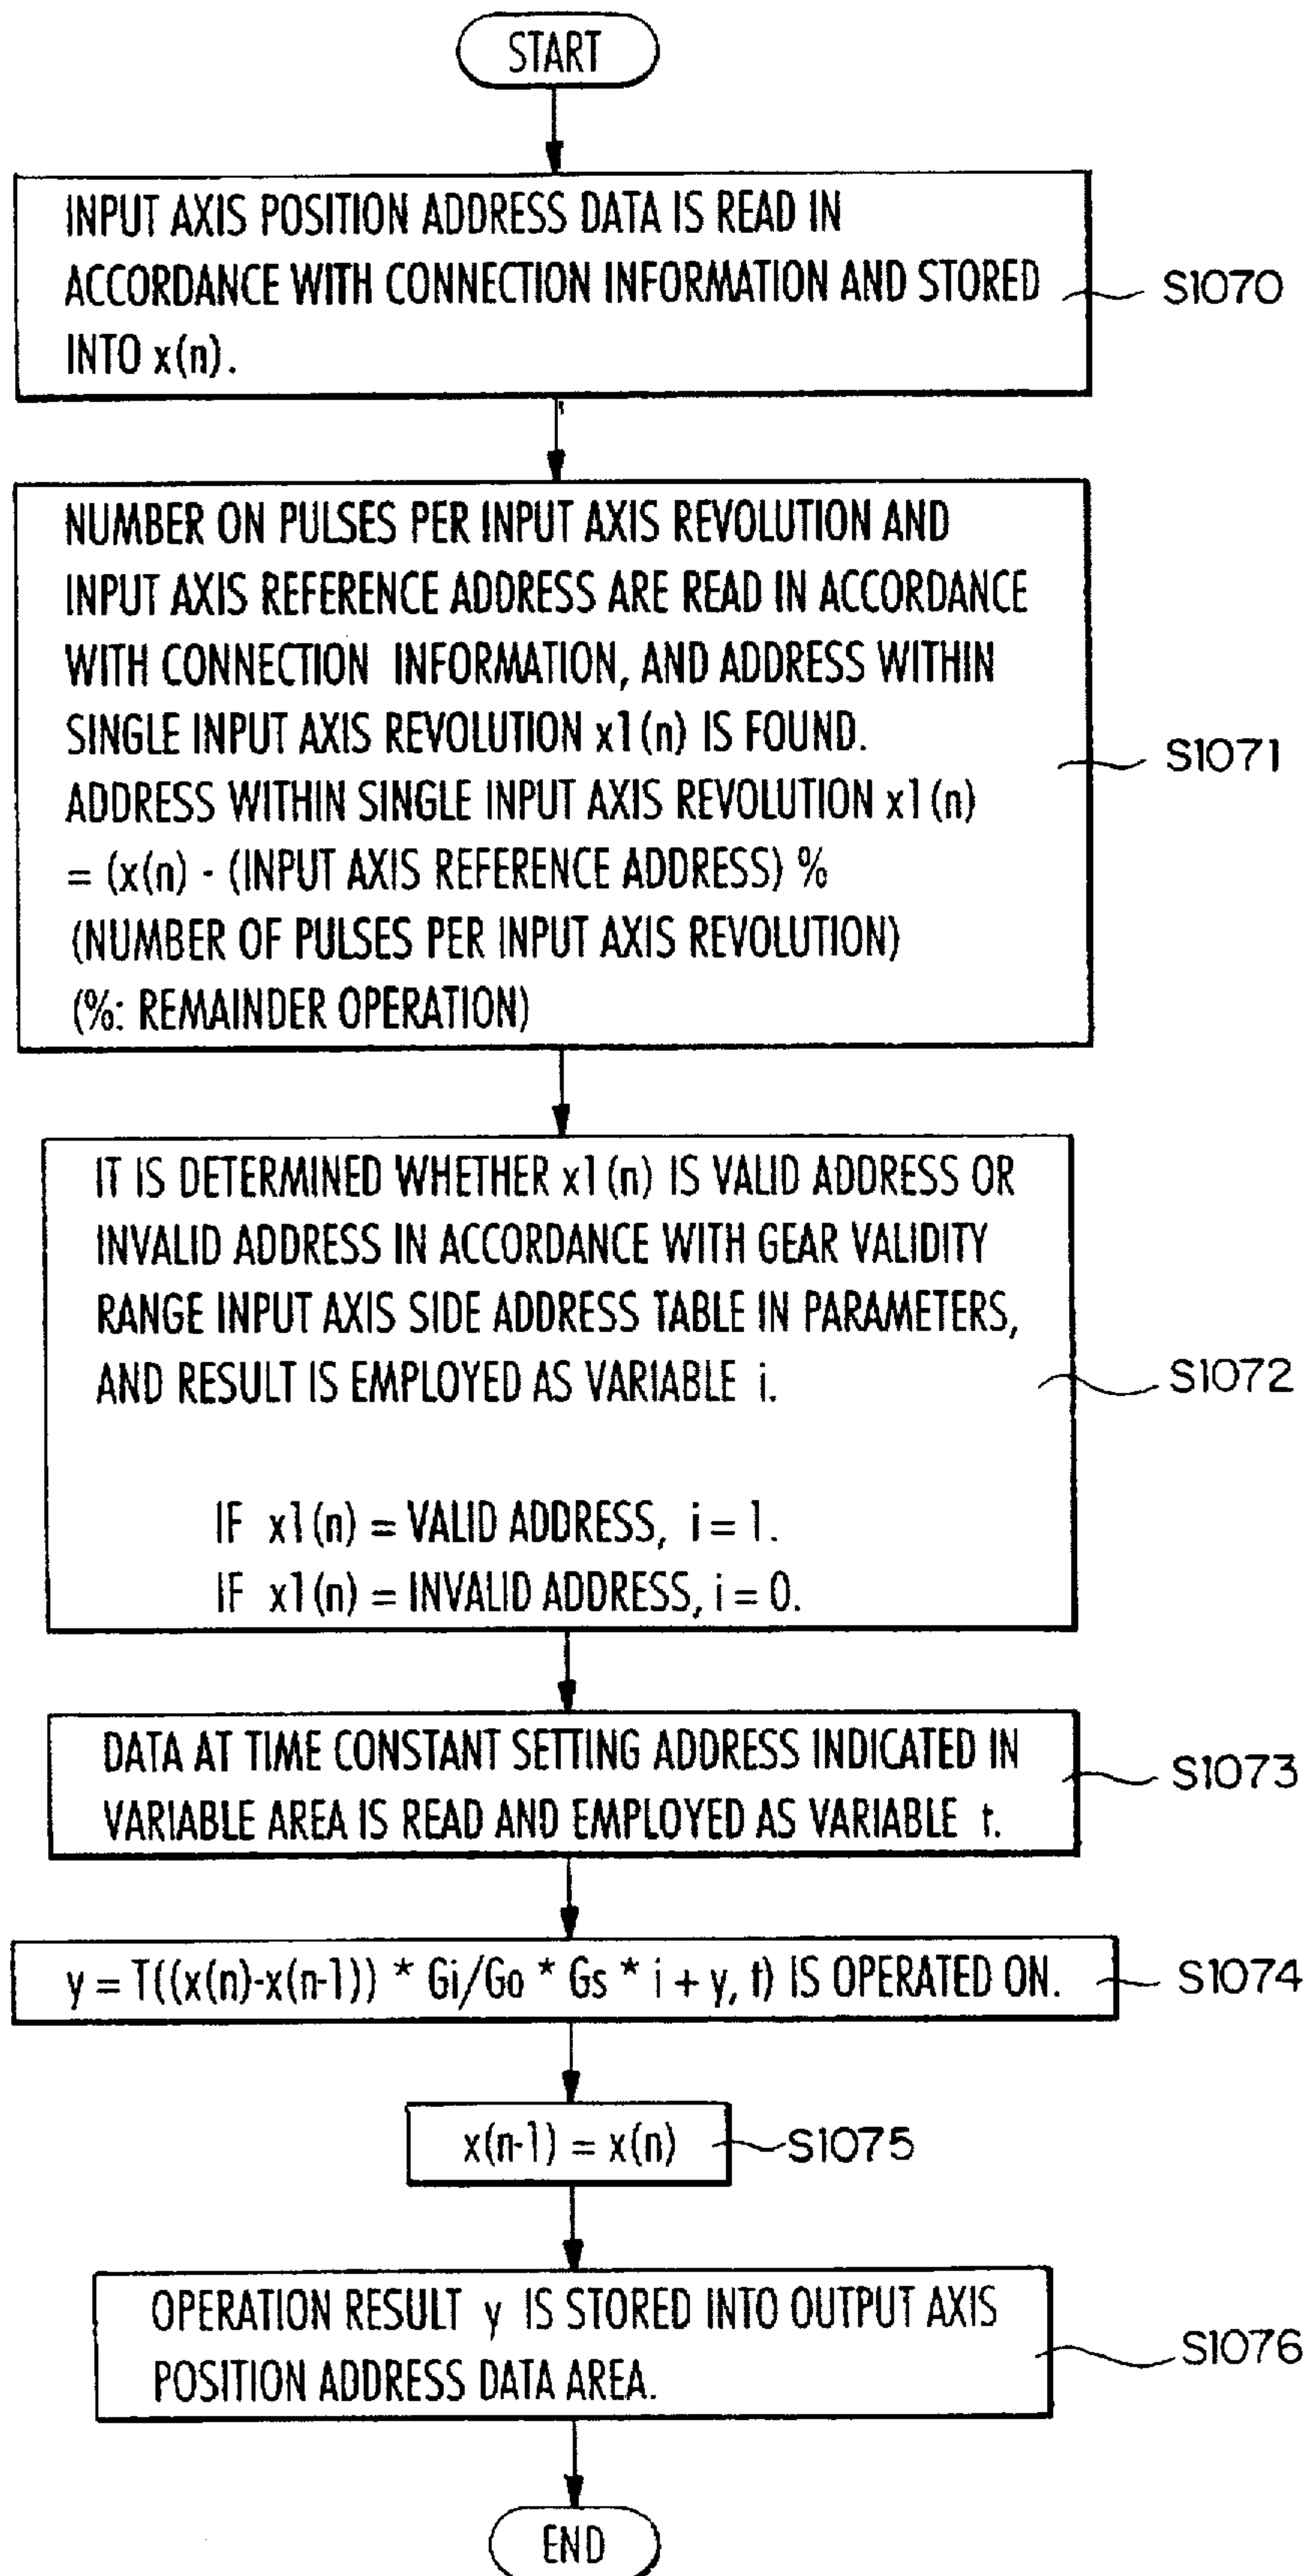 START
INPUT AXIS POSITION ADDRESS DATA IS READ IN
ACCORDANCE WITH CONNECTION INFORMATION AND STORED
INTO x(n).
S1070
NUMBER ON PULSES PER INPUT AXIS REVOLUTION AND
INPUT AXIS REFERENCE ADDRESS ARE READ IN ACCORDANCE
WITH CONNECTION INFORMATION, AND ADDRESS WITHIN
SINGLE INPUT AXIS REVOLUTION x1(n) IS FOUND.
ADDRESS WITHIN SINGLE INPUT AXIS REVOLUTION x1(n)
= (x(n) - (INPUT AXIS REFERENCE ADDRESS) %
(NUMBER OF PULSES PER INPUT AXIS REVOLUTION)
(%: REMAINDER OPERATION)
S1071
IT IS DETERMINED WHETHER x1(n) IS VALID ADDRESS OR
INVALID ADDRESS IN ACCORDANCE WITH GEAR VALIDITY
RANGE INPUT AXIS SIDE ADDRESS TABLE IN PARAMETERS,
AND RESULT IS EMPLOYED AS VARIABLE i.
IF x1(n) = VALID ADDRESS, i = 1.
IF x1(n) = INVALID ADDRESS, i = 0.
S1072
DATA AT TIME CONSTANT SETTING ADDRESS INDICATED IN
VARIABLE AREA IS READ AND EMPLOYED AS VARIABLE t.
S1073
y = T((x(n)-x(n-1)) * Gi/Go * Gs * i + y, t) IS OPERATED ON.
S1074
x(n-1) = x(n)
S1075
OPERATION RESULT y IS STORED INTO OUTPUT AXIS
POSITION ADDRESS DATA AREA.
S1076
END